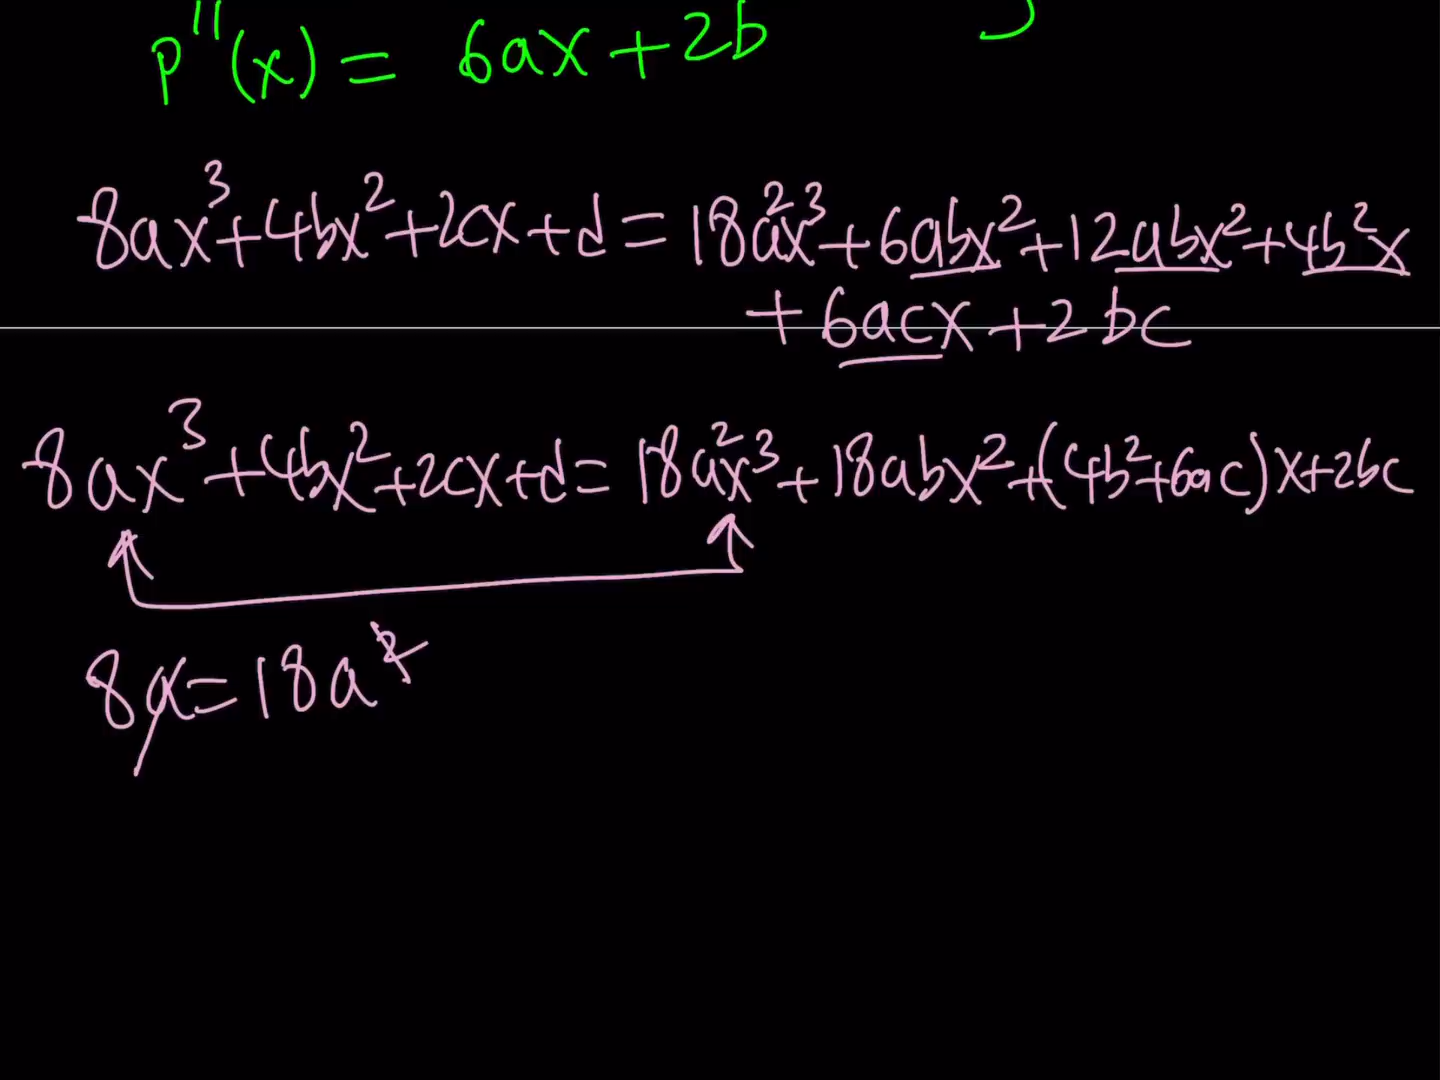 p''(x) = 6ax+2b
8ax³+4bx²+2cx+d=18a²x³+6abx²+12abx²+4b²x
+6acx+2bc
8ax³+4bx²+2cx+d=18a²x³+18abx²+(4b²+6ac)x+2bc
8a=18a²